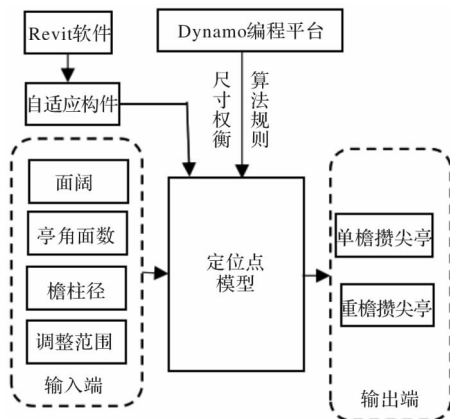 Revit软件
Dynamo编程平台
自适应构件
尺寸权衡
算法规则
面阔
亭角面数
檐柱径
调整范围
输入端
定位点
模型
单檐攒尖亭
重檐攒尖亭
输出端